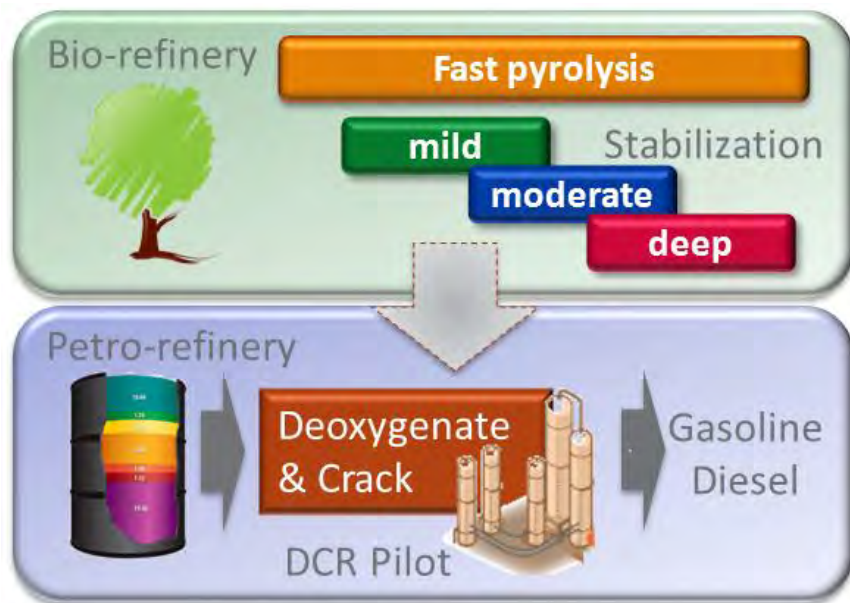 Bio-refinery
Fast pyrolysis
mild
Stabilization
moderate
deep
Petro-refinery
Deoxygenate
& Crack
Gasoline
Diesel
DCR Pilot